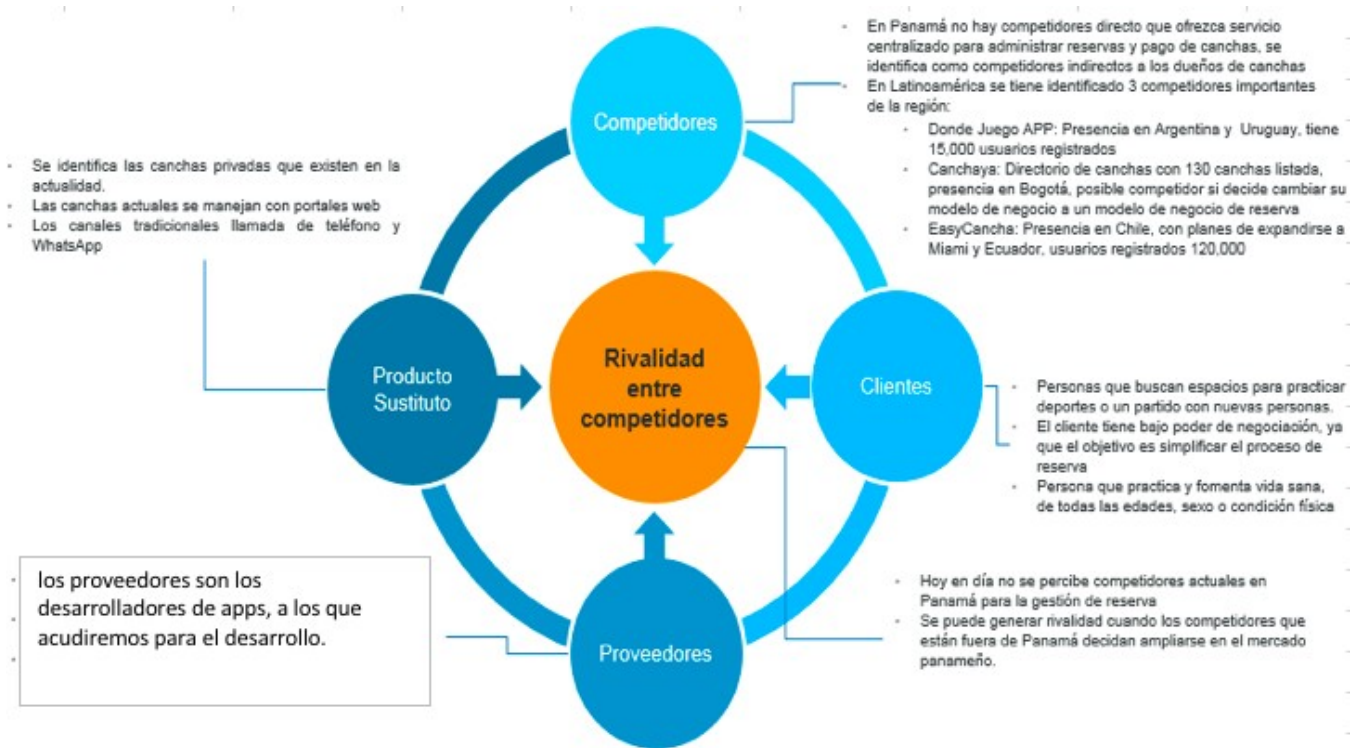 - En Panamá no hay competidores directo que ofrezca servicio
centralizado para administrar reservas y pago de canchas, se
identifica como competidores indirectos a los dueños de canchas
- En Latinoamérica se tiene identificado 3 competidores importantes
de la región:
- Donde Juego APP: Presencia en Argentina y Uruguay, tiene
15,000 usuarios registrados
- Canchaya: Directorio de canchas con 130 canchas listada,
presencia en Bogotá, posible competidor si decide cambiar su
modelo de negocio a un modelo de negocio de reserva
- EasyCancha: Presencia en Chile, con planes de expandirse a
Miami y Ecuador, usuarios registrados 120,000
Competidores
- Se identifica las canchas privadas que existen en la
actualidad.
- Las canchas actuales se manejan con portales web
- Los canales tradicionales llamada de teléfono y
WhatsApp
Producto
Sustituto
Rivalidad
entre
competidores
Clientes
- Personas que buscan espacios para practicar
deportes o un partido con nuevas personas.
- El cliente tiene bajo poder de negociación, ya
que el objetivo es simplificar el proceso de
reserva
- Persona que practica y fomenta vida sana,
de todas las edades, sexo o condición física
los proveedores son los
desarrolladores de apps, a los que
acudiremos para el desarrollo.
Proveedores
- Hoy en día no se percibe competidores actuales en
Panamá para la gestión de reserva
- Se puede generar rivalidad cuando los competidores que
están fuera de Panamá decidan ampliarse en el mercado
panameño.